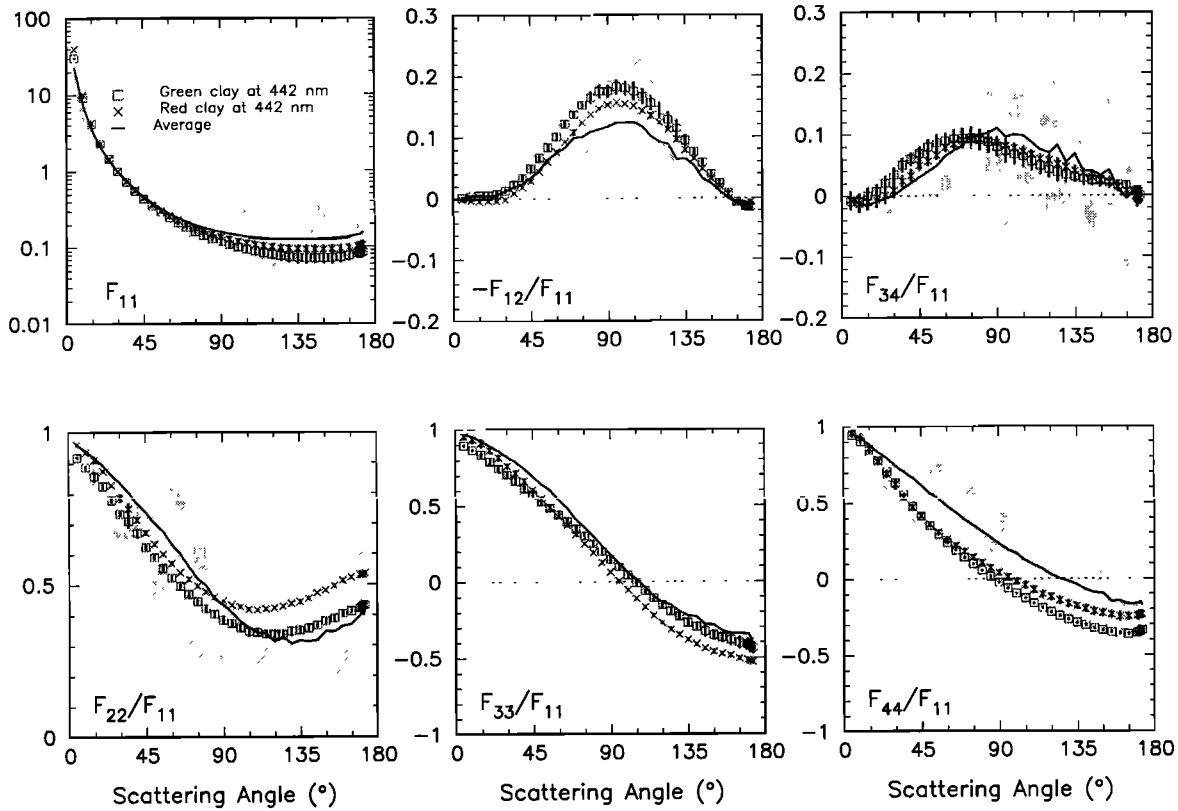 100
10
1
0.1
0.01
□ Green clay at 442 nm
× Red clay at 442 nm
— Average
F₁₁
0 45 90 135 180
0.3
0.2
0.1
0
-0.1
-0.2
-F₁₂/F₁₁
0 45 90 135 180
0.3
0.2
0.1
0
-0.1
-0.2
F₃₄/F₁₁
0 45 90 135 180
1
0.5
0
F₂₂/F₁₁
0 45 90 135 180
Scattering Angle (°)
1
0.5
0
-0.5
-1
F₃₃/F₁₁
0 45 90 135 180
Scattering Angle (°)
1
0.5
0
-0.5
-1
F₄₄/F₁₁
0 45 90 135 180
Scattering Angle (°)